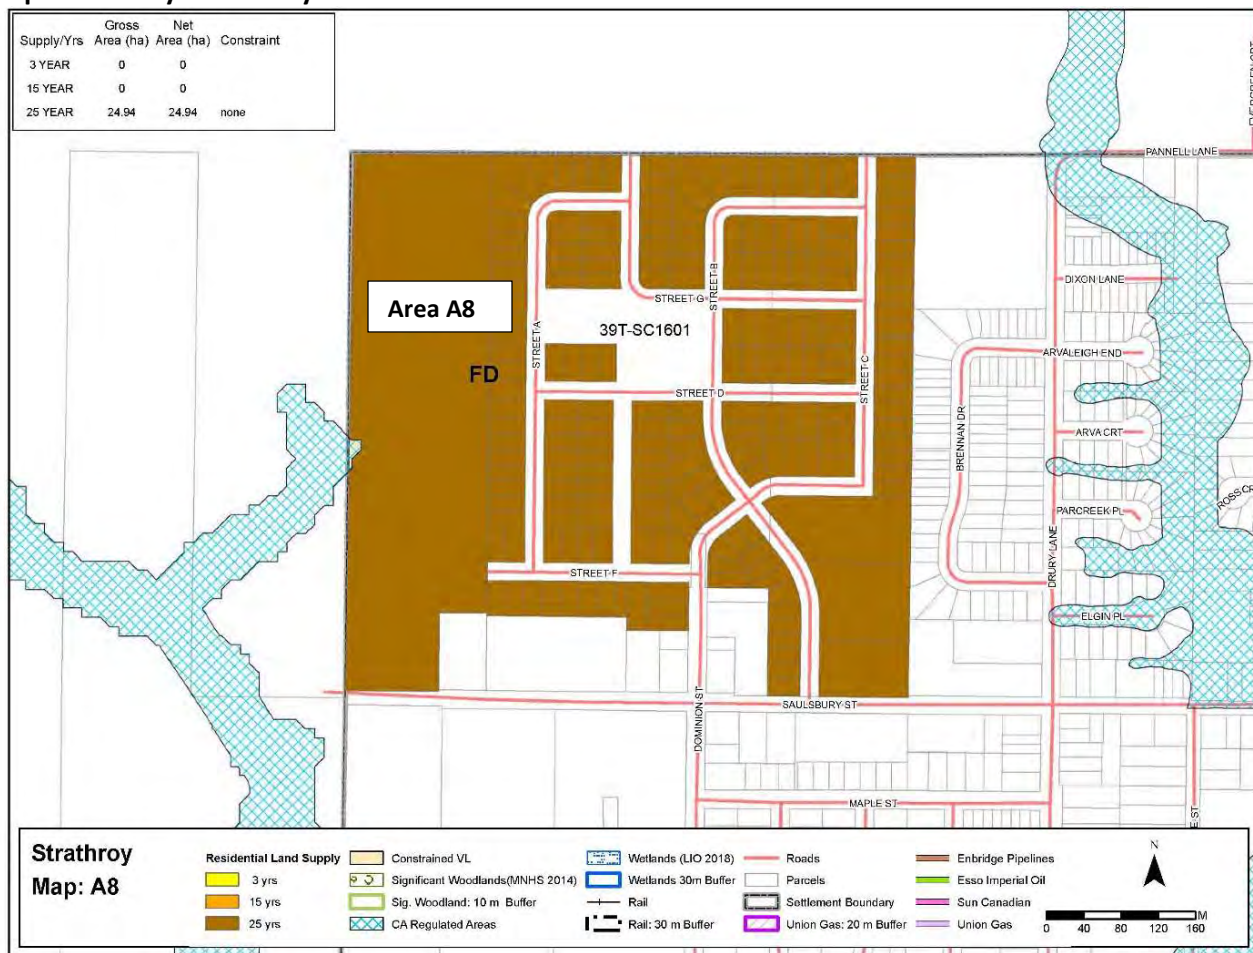 Gross Net
Supply/Yrs Area (ha) Area (ha) Constraint
3 YEAR 0 0
15 YEAR 0 0
25 YEAR 24.94 24.94 none
PANNELL LANE
DIXON LANE
Area A8
STREET A
STREET B
STREET G
39T-SC1601
STREET C
FD
STREET D
ARVALEIGH END
BRENNAN DR
ARVA CRT
PARCREEK PL
DRURY LANE
STREET F
ELGIN PL
DOMINION ST
SAULSBURY ST
MAPLE ST
Strathroy
Map: A8
Residential Land Supply
3 yrs
15 yrs
25 yrs
Constrained VL
Significant Woodlands(MNHS 2014)
Sig. Woodland: 10 m Buffer
CA Regulated Areas
Wetlands (LIO 2018)
Wetlands 30m Buffer
Rail
Rail: 30 m Buffer
Roads
Parcels
Settlement Boundary
Union Gas: 20 m Buffer
Enbridge Pipelines
Esso Imperial Oil
Sun Canadian
Union Gas
N
M
0 40 80 120 160